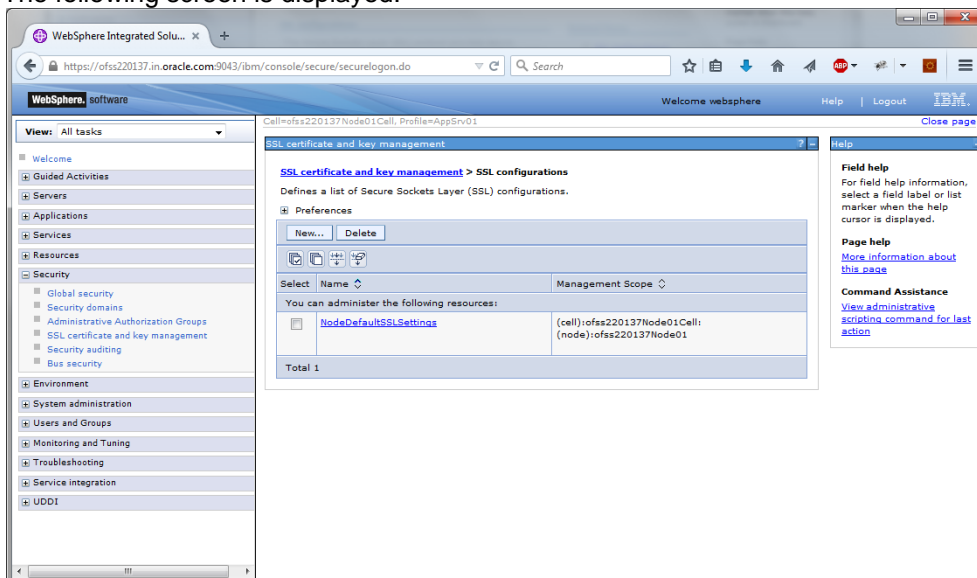 The following screen is displayed:
WebSphere Integrated Solu... × +
https://ofss220137.in.oracle.com:9043/ibm/console/secure/securelogon.do
Search
ABP
WebSphere. software
Welcome websphere
Help | Logout
IBM.
View: All tasks
Cell=ofss220137Node01Cell, Profile=AppSrv01
Close page
Welcome
Guided Activities
Servers
Applications
Services
Resources
Security
Global security
Security domains
Administrative Authorization Groups
SSL certificate and key management
Security auditing
Bus security
Environment
System administration
Users and Groups
Monitoring and Tuning
Troubleshooting
Service integration
UDDI
SSL certificate and key management
? -
SSL certificate and key management > SSL configurations
Defines a list of Secure Sockets Layer (SSL) configurations.
Preferences
New... Delete
Select Name Management Scope
You can administer the following resources:
NodeDefaultSSLSettings
(cell):ofss220137Node01Cell:
(node):ofss220137Node01
Total 1
Help
Field help
For field help information,
select a field label or list
marker when the help
cursor is displayed.
Page help
More information about
this page
Command Assistance
View administrative
scripting command for last
action